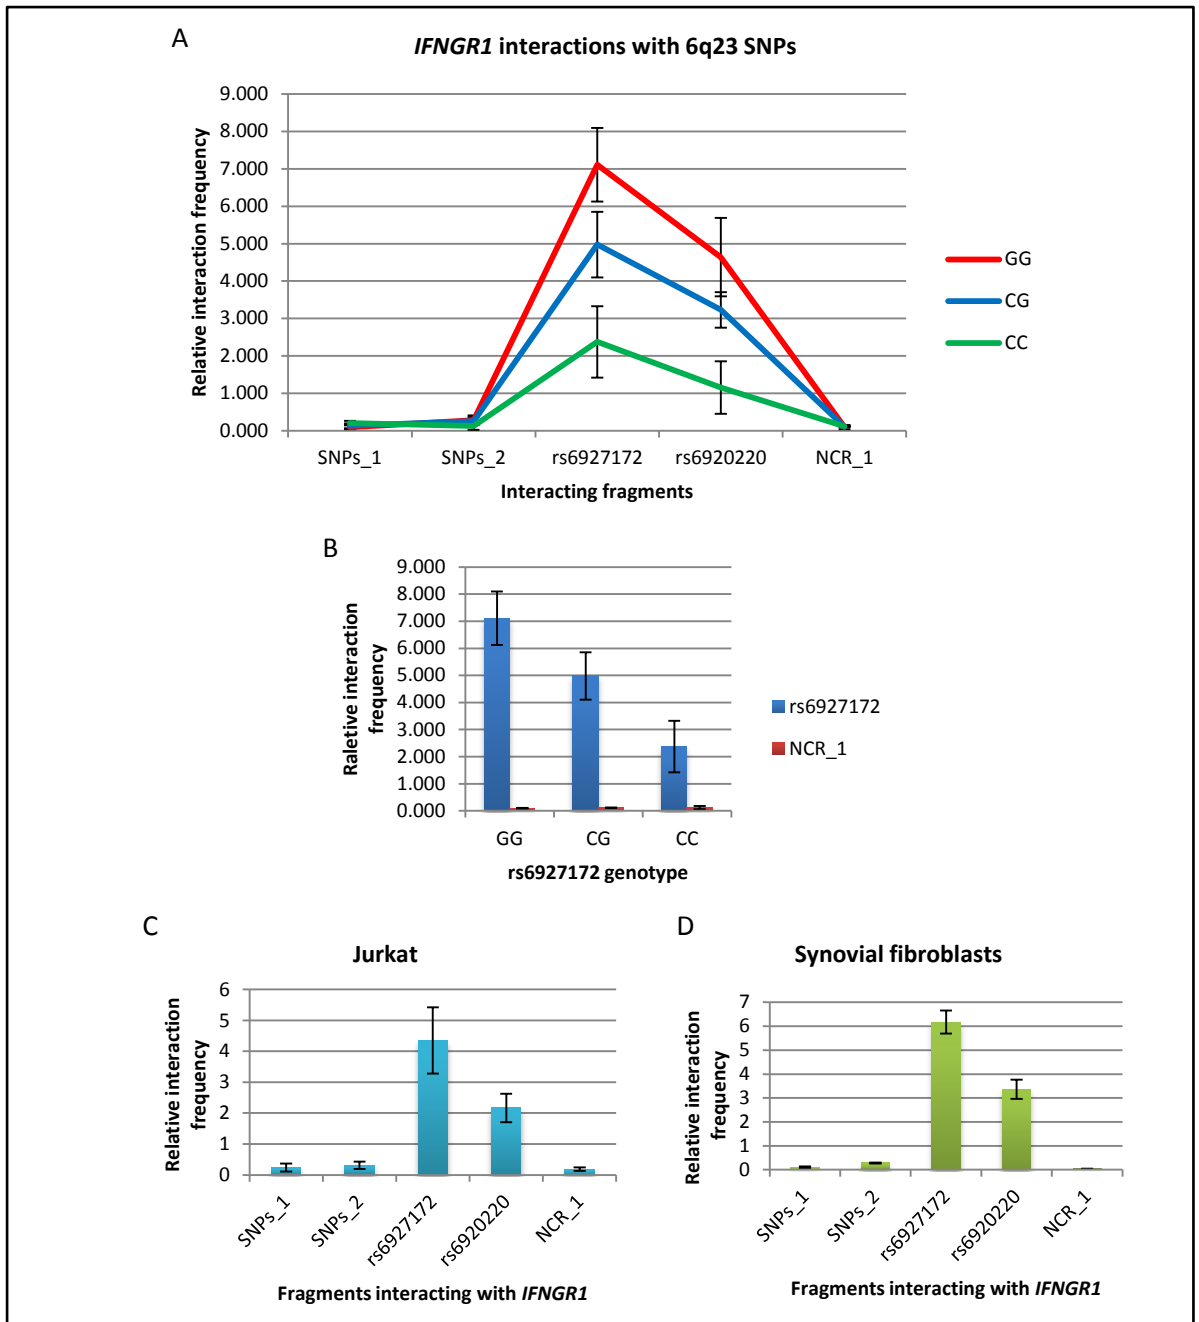 A
IFNGR1 interactions with 6q23 SNPs
Relative interaction frequency
9.000
8.000
7.000
6.000
5.000
4.000
3.000
2.000
1.000
0.000
SNPs_1
SNPs_2
rs6927172
rs6920220
NCR_1
Interacting fragments
GG
CG
CC
B
Raletive interaction
frequency
9.000
8.000
7.000
6.000
5.000
4.000
3.000
2.000
1.000
0.000
GG
CG
CC
rs6927172 genotype
rs6927172
NCR_1
C
Jurkat
Relative interaction
frequency
6
5
4
3
2
1
0
SNPs_1
SNPs_2
rs6927172
rs6920220
NCR_1
Fragments interacting with IFNGR1
D
Synovial fibroblasts
Relative interaction
frequency
7
6
5
4
3
2
1
0
SNPs_1
SNPs_2
rs6927172
rs6920220
NCR_1
Fragments interacting with IFNGR1